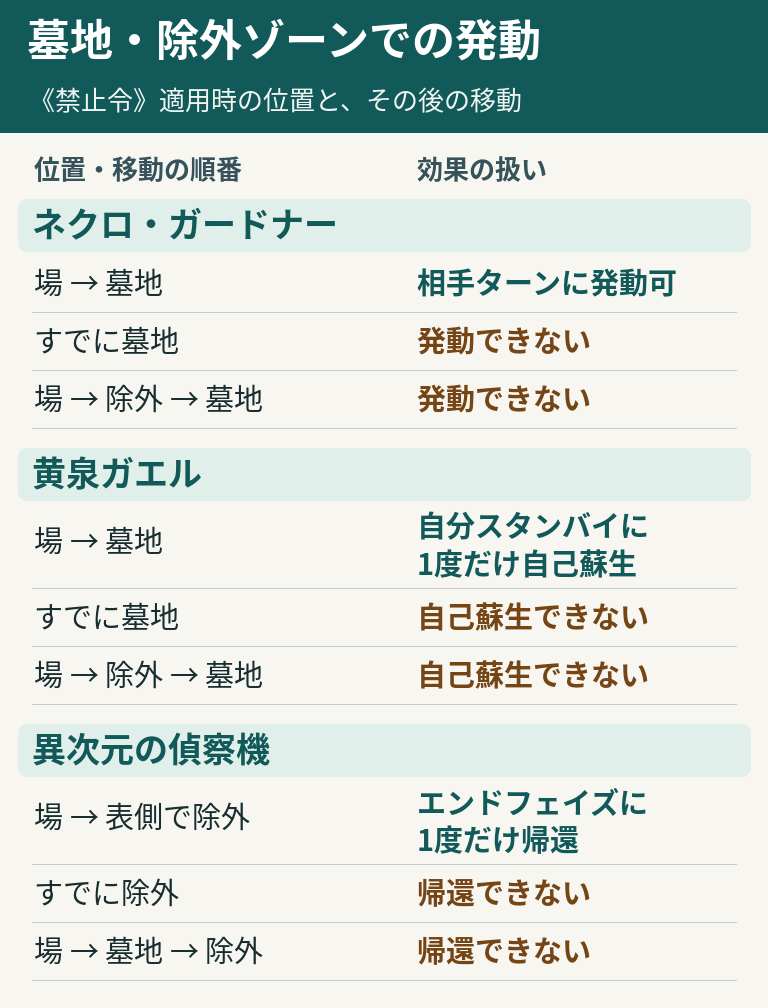 墓地・除外ゾーンでの発動
《禁止令》適用時の位置と、その後の移動
位置・移動の順番 効果の扱い
ネクロ・ガードナー
場 → 墓地 相手ターンに発動可
すでに墓地 発動できない
場 → 除外 → 墓地 発動できない
黄泉ガエル
場 → 墓地 自分スタンバイに
1度だけ自己蘇生
すでに墓地 自己蘇生できない
場 → 除外 → 墓地 自己蘇生できない
異次元の偵察機
場 → 表側で除外 エンドフェイズに
1度だけ帰還
すでに除外 帰還できない
場 → 墓地 → 除外 帰還できない